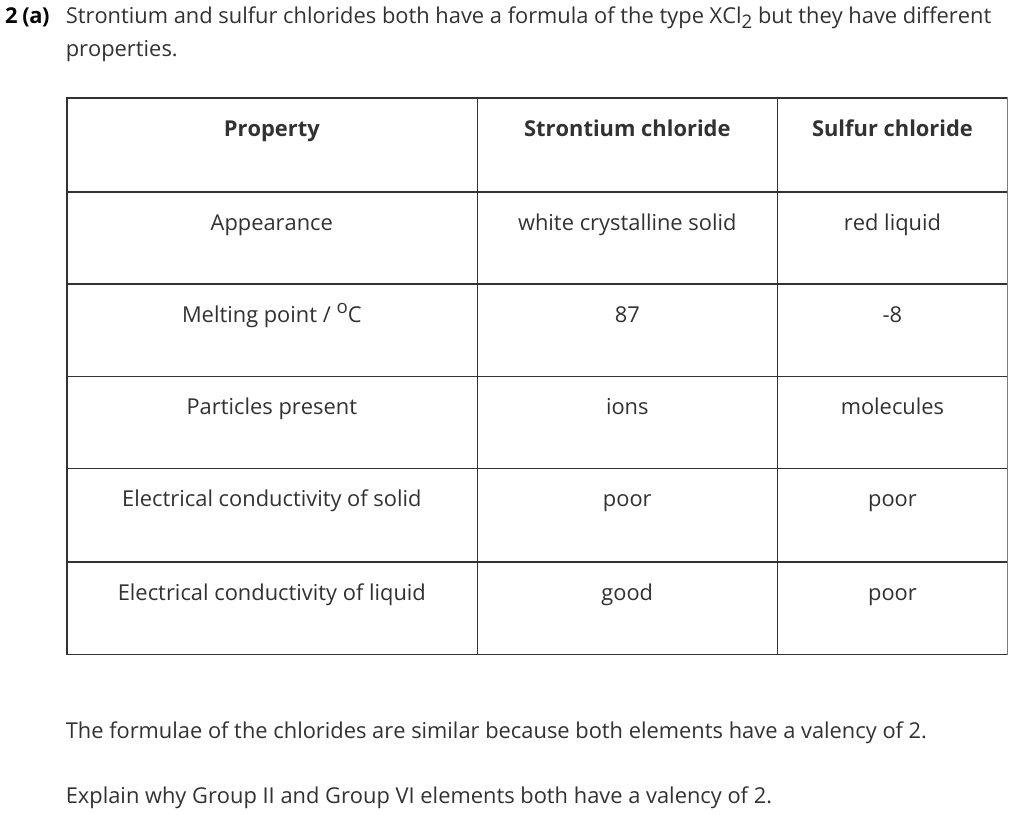 2 (a) Strontium and sulfur chlorides both have a formula of the type XCl₂ but they have different
properties.
Property Strontium chloride Sulfur chloride
Appearance white crystalline solid red liquid
Melting point / ⁰C 87 -8
Particles present ions molecules
Electrical conductivity of solid poor poor
Electrical conductivity of liquid good poor
The formulae of the chlorides are similar because both elements have a valency of 2.
Explain why Group II and Group VI elements both have a valency of 2.